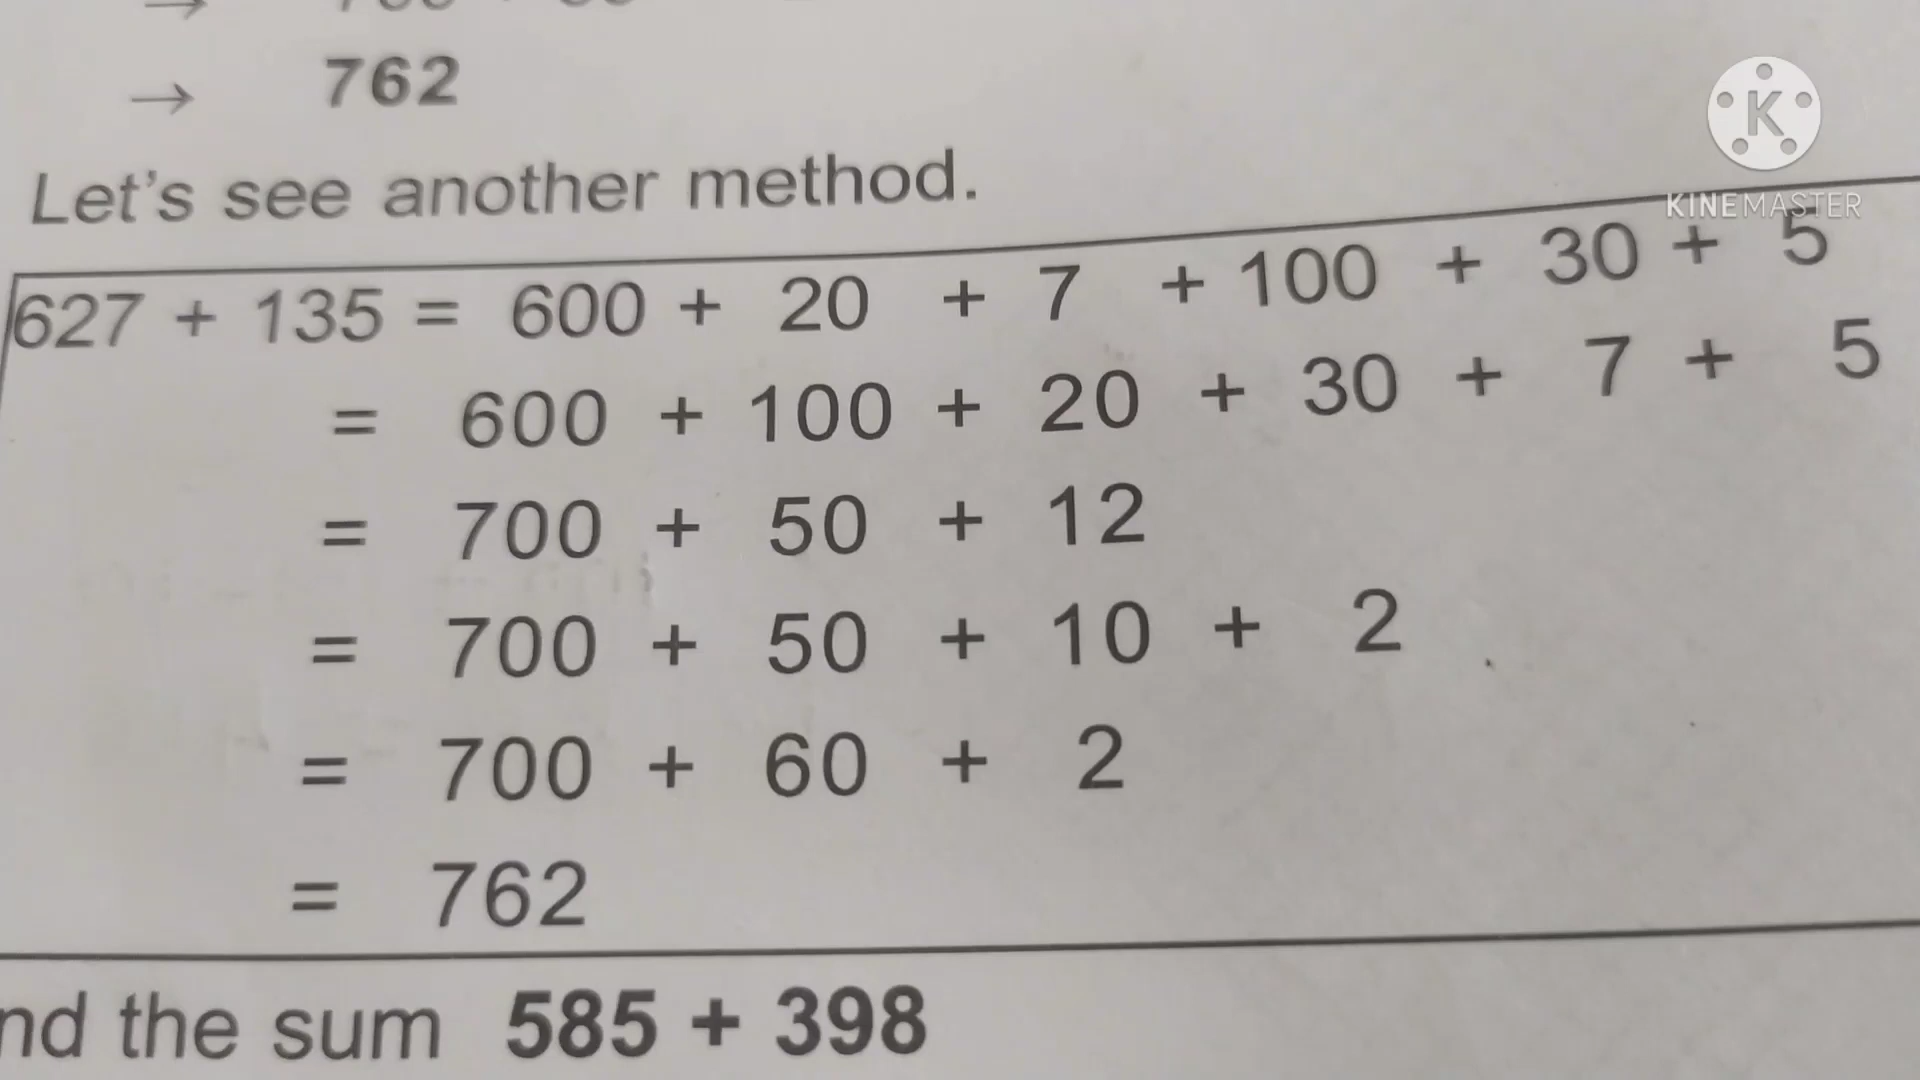 → 762
Let's see another method.
627 + 135 = 600 + 20 + 7 + 100 + 30 + 5
= 600 + 100 + 20 + 30 + 7 + 5
= 700 + 50 + 12
= 700 + 50 + 10 + 2
= 700 + 60 + 2
= 762
nd the sum 585 + 398
K
KINEMASTER